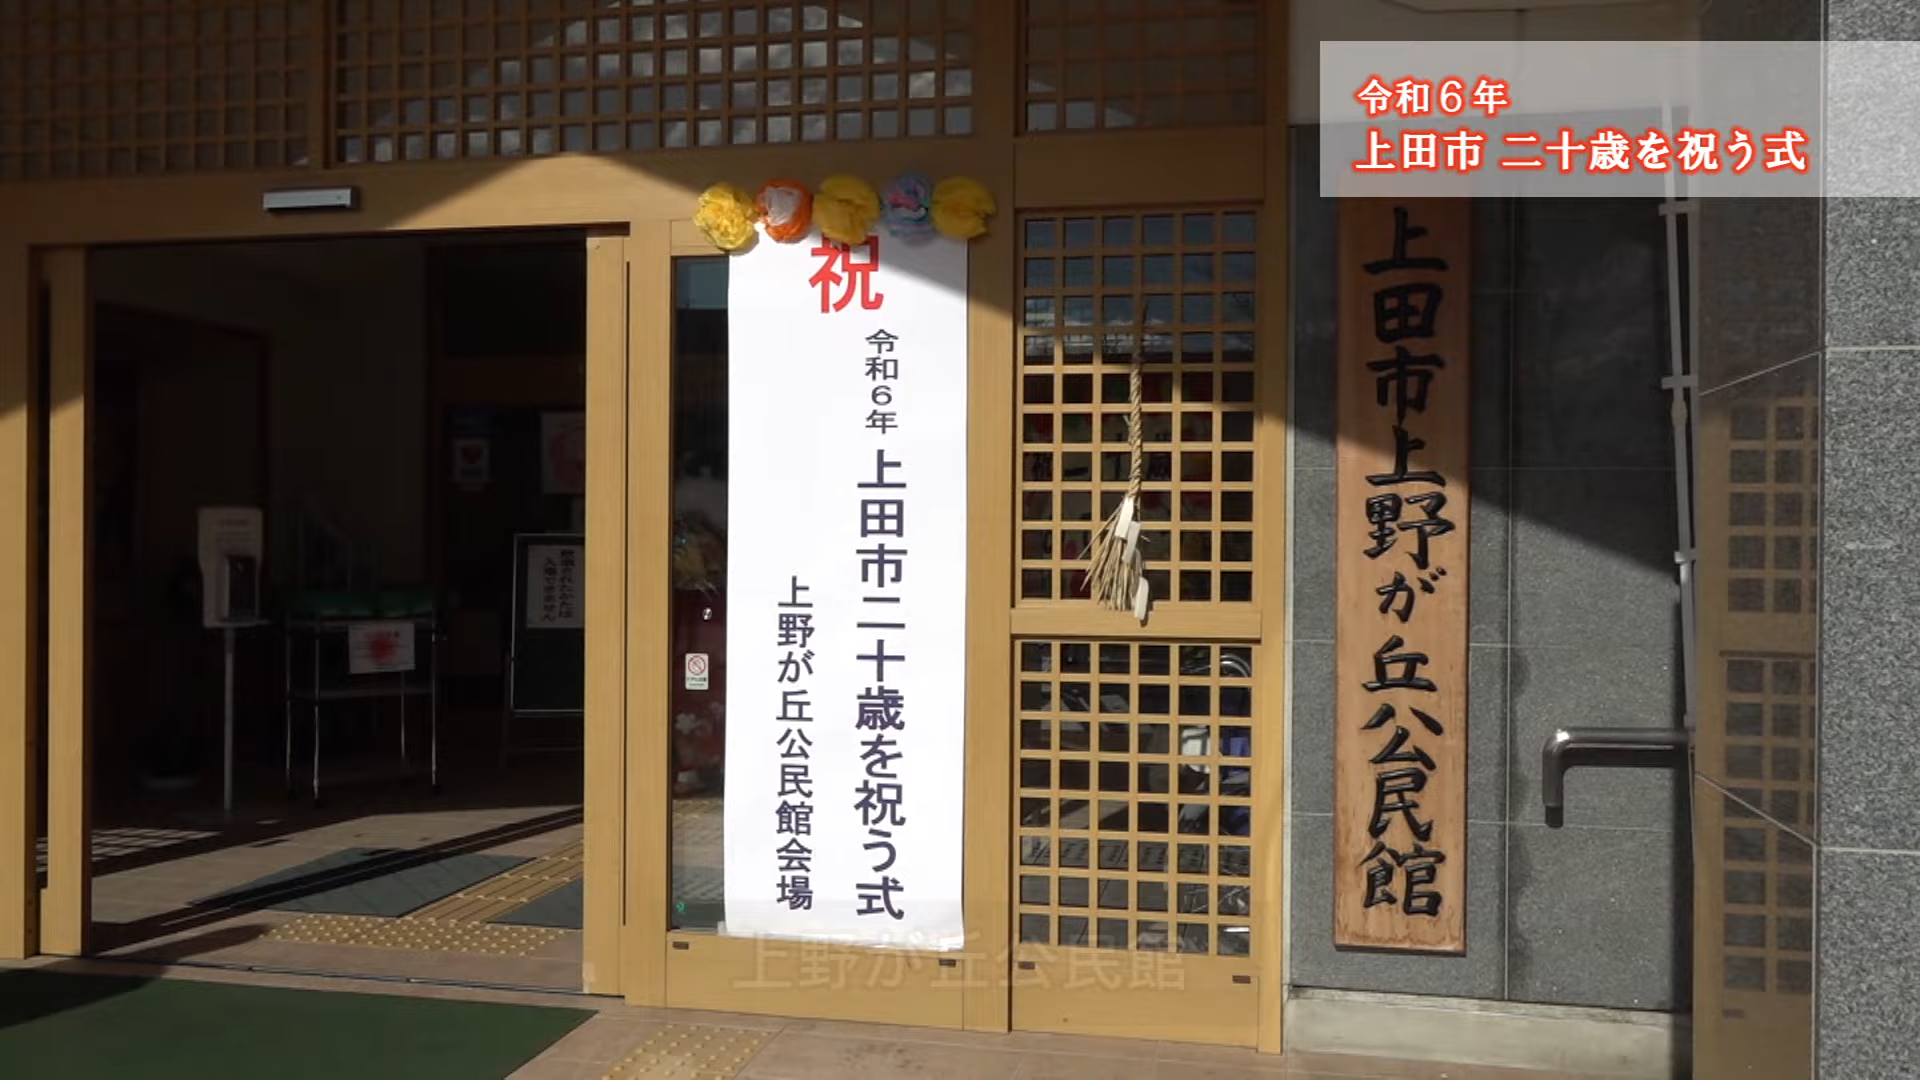 令和６年
上田市 二十歳を祝う式
祝
令和６年 上田市二十歳を祝う式
上野が丘公民館会場
上田市上野が丘公民館
上野が丘公民館